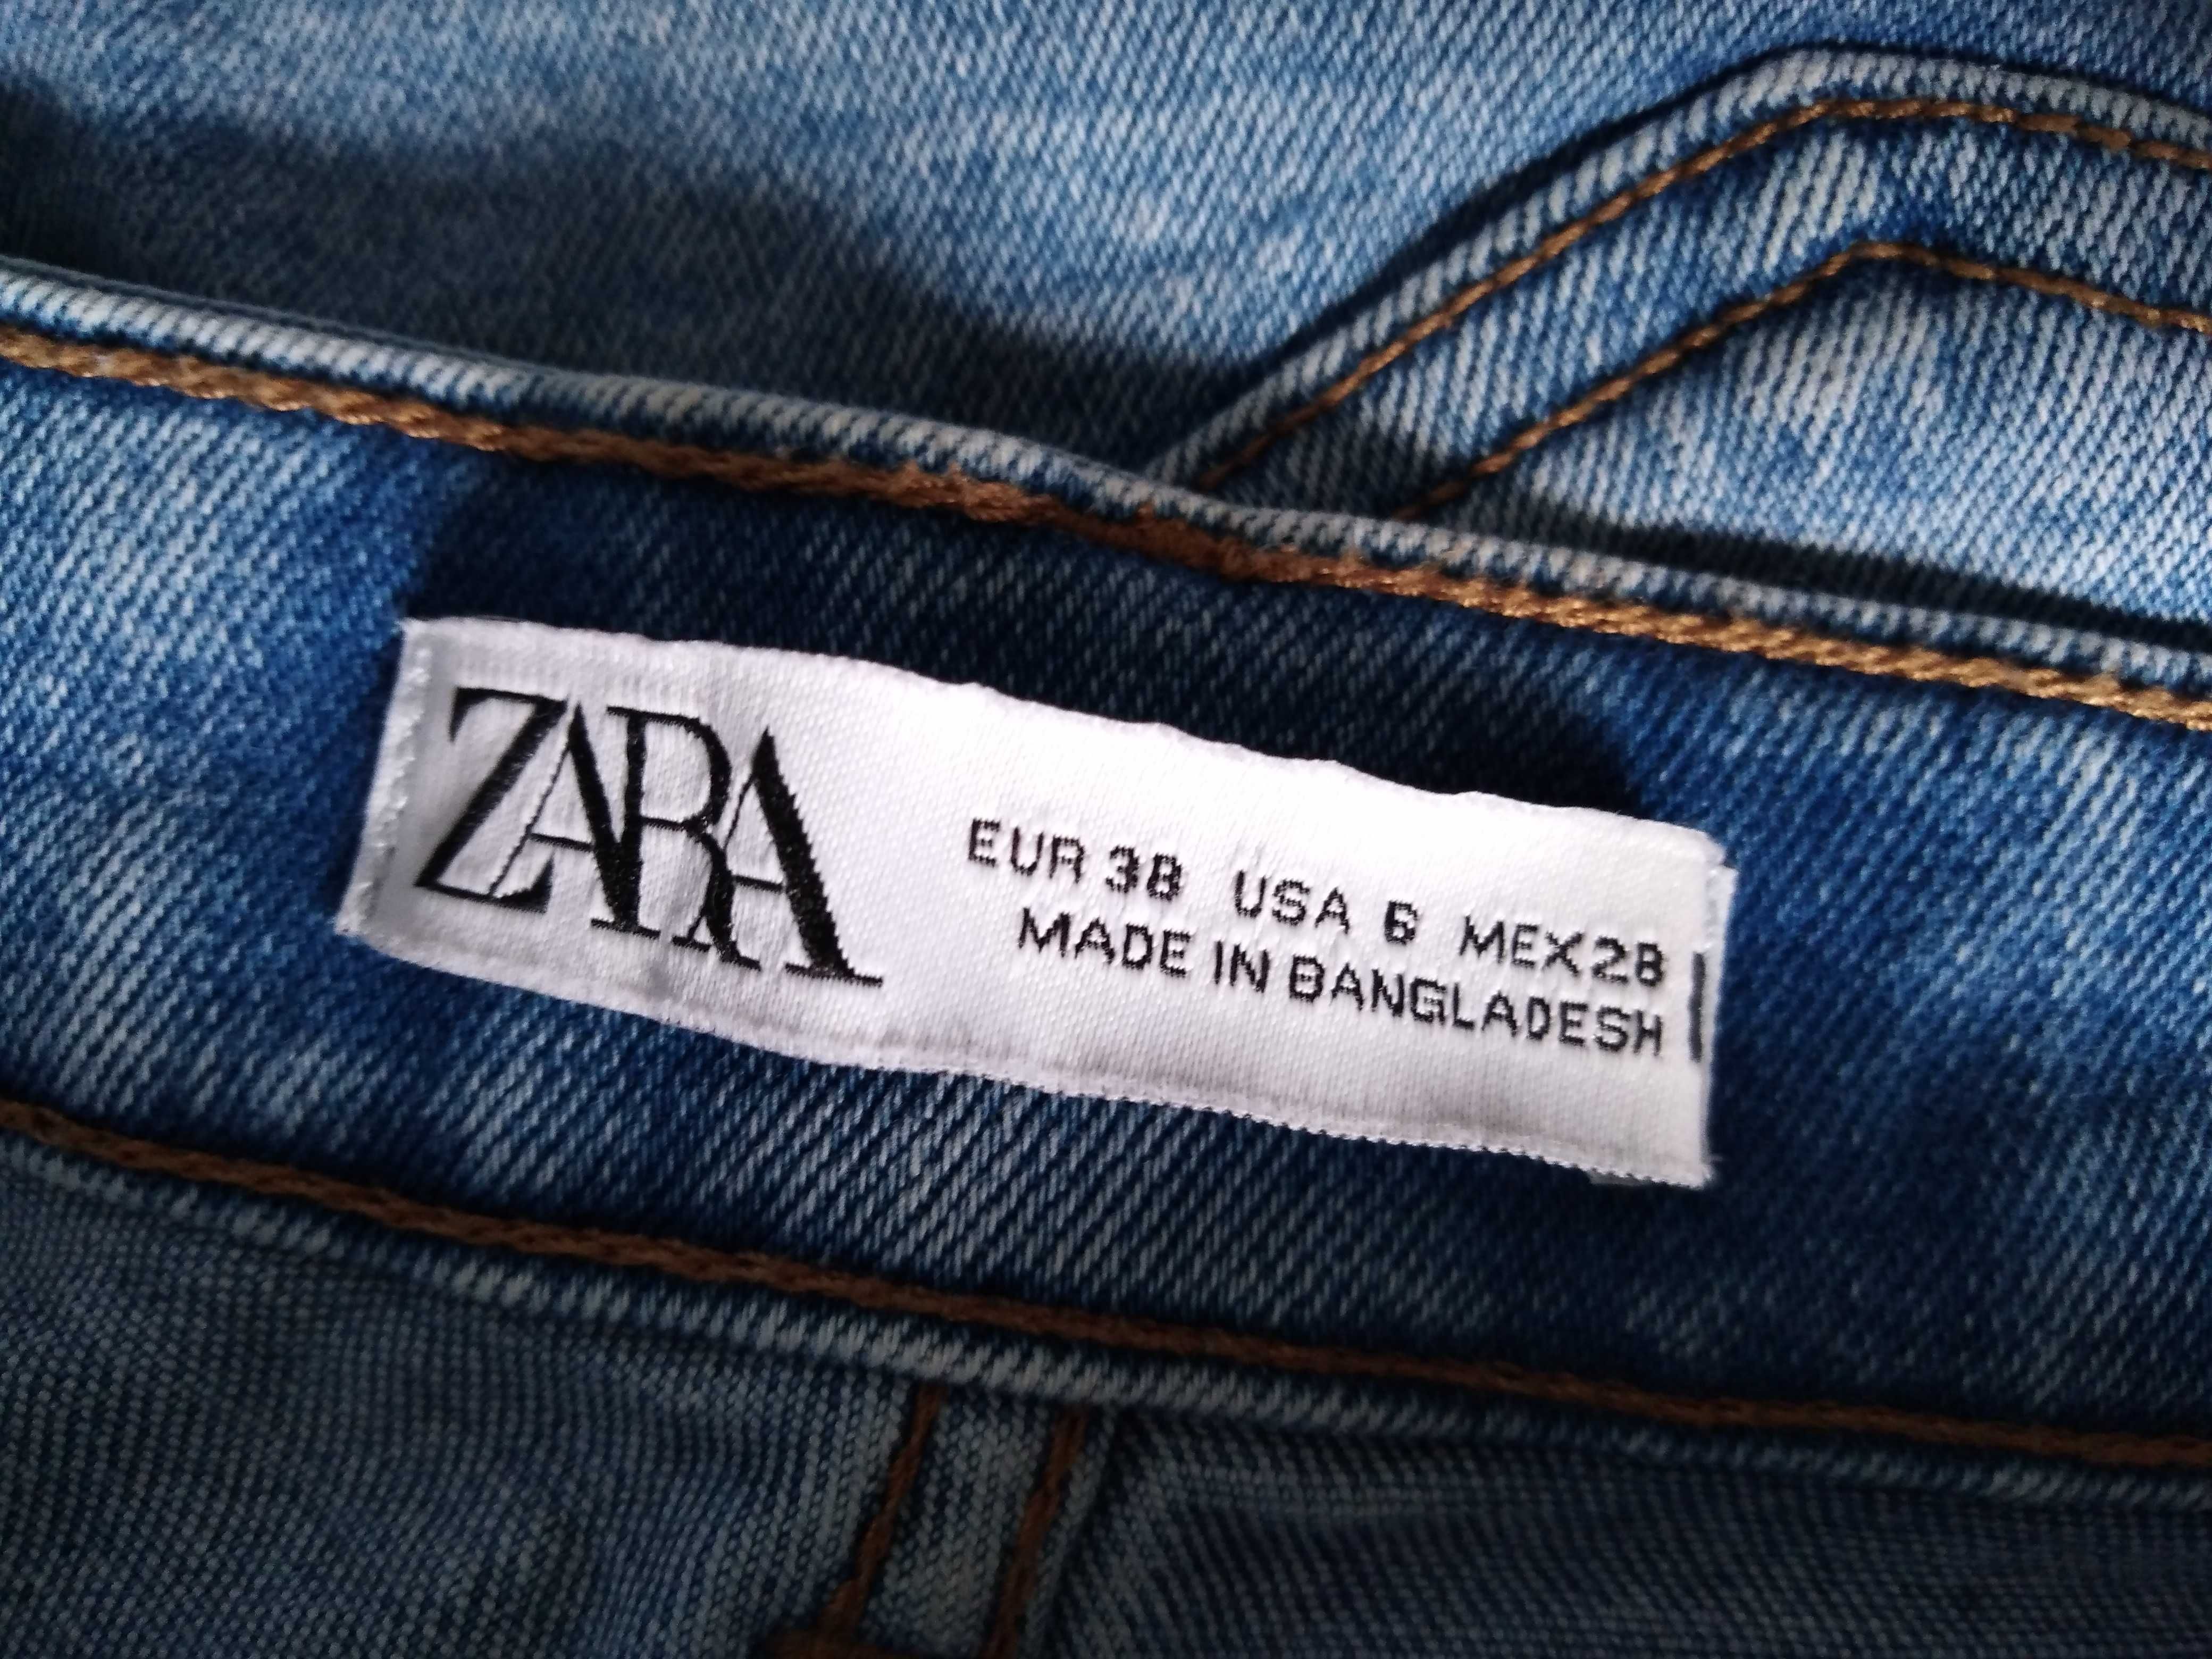 ZARA
EUR 38 USA 6 MEX 28
MADE IN BANGLADESH